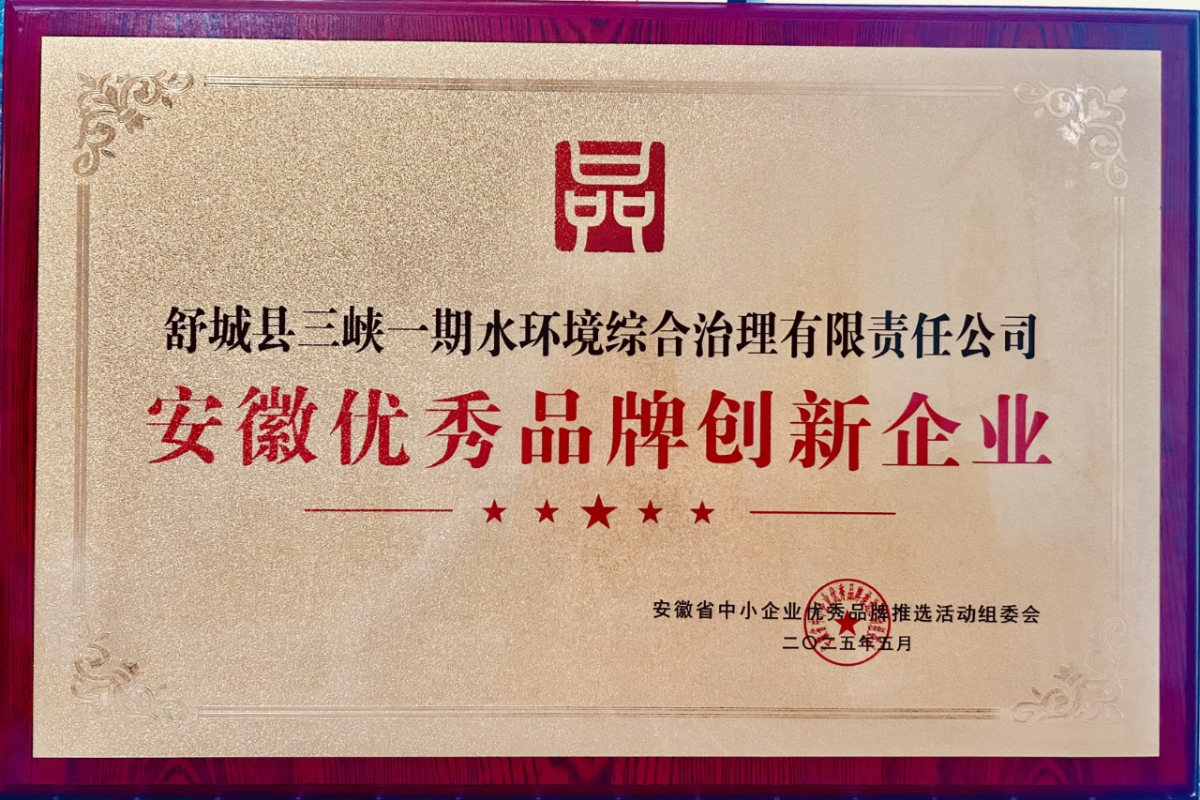 品
舒城县三峡一期水环境综合治理有限责任公司
安徽优秀品牌创新企业
安徽省中小企业优秀品牌推选活动组委会
二〇二五年五月